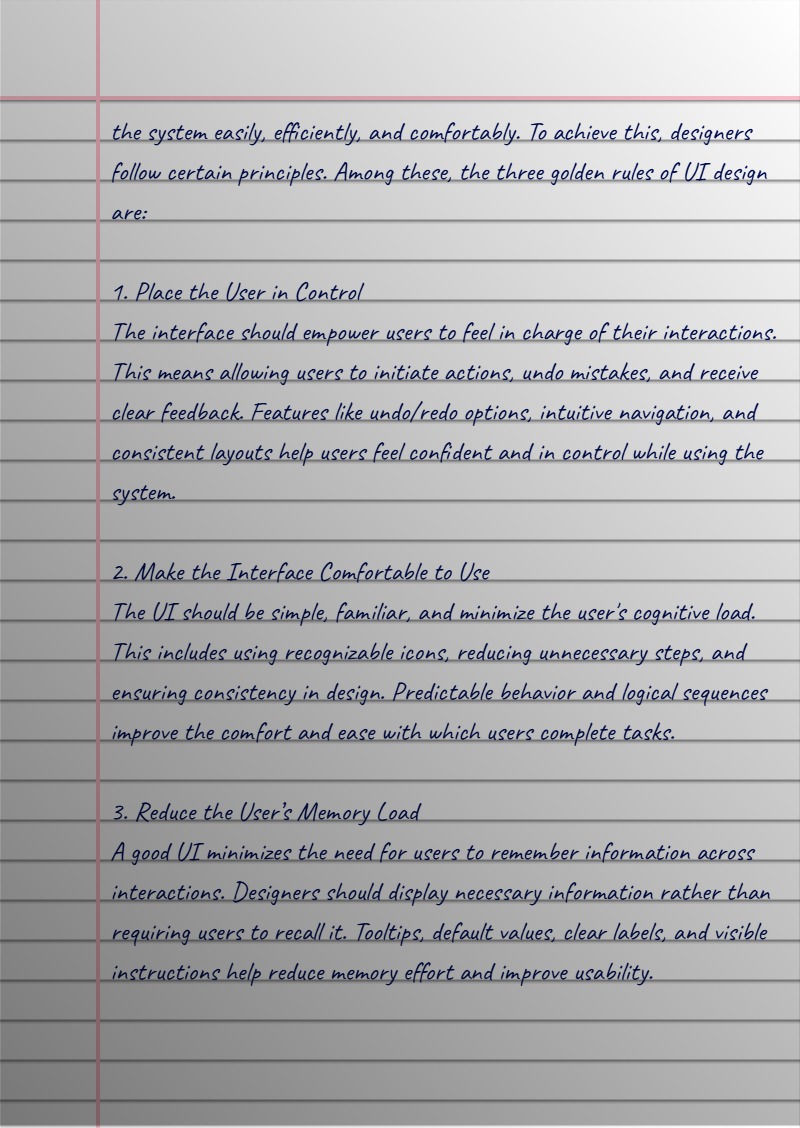 the system easily, efficiently, and comfortably. To achieve this, designers
follow certain principles. Among these, the three golden rules of UI design
are:
1. Place the User in Control
The interface should empower users to feel in charge of their interactions.
This means allowing users to initiate actions, undo mistakes, and receive
clear feedback. Features like undo/redo options, intuitive navigation, and
consistent layouts help users feel confident and in control while using the
system.
2. Make the Interface Comfortable to Use
The UI should be simple, familiar, and minimize the user's cognitive load.
This includes using recognizable icons, reducing unnecessary steps, and
ensuring consistency in design. Predictable behavior and logical sequences
improve the comfort and ease with which users complete tasks.
3. Reduce the User’s Memory Load
A good UI minimizes the need for users to remember information across
interactions. Designers should display necessary information rather than
requiring users to recall it. Tooltips, default values, clear labels, and visible
instructions help reduce memory effort and improve usability.